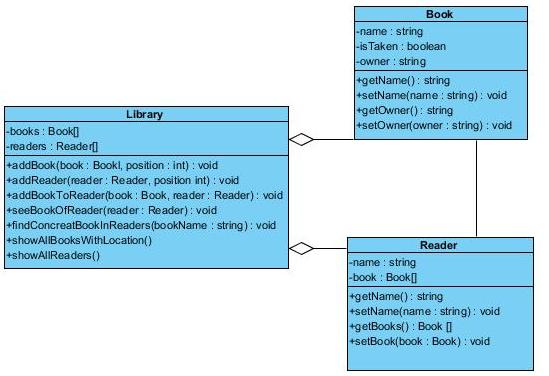 Book
-name : string
-isTaken : boolean
-owner : string
+getName() : string
+setName(name : string) : void
+getOwner() : string
+setOwner(owner : string) : void
Library
-books : Book[]
-readers : Reader[]
+addBook(book : Bookl, position : int) : void
+addReader(reader : Reader, position int) : void
+addBookToReader(book : Book, reader : Reader) : void
+seeBookOfReader(reader : Reader) : void
+findConcreatBookInReaders(bookName : string) : void
+showAllBooksWithLocation()
+showAllReaders()
Reader
-name : string
-book : Book[]
+getName() : string
+setName(name : string) : void
+getBooks() : Book []
+setBook(book : Book) : void